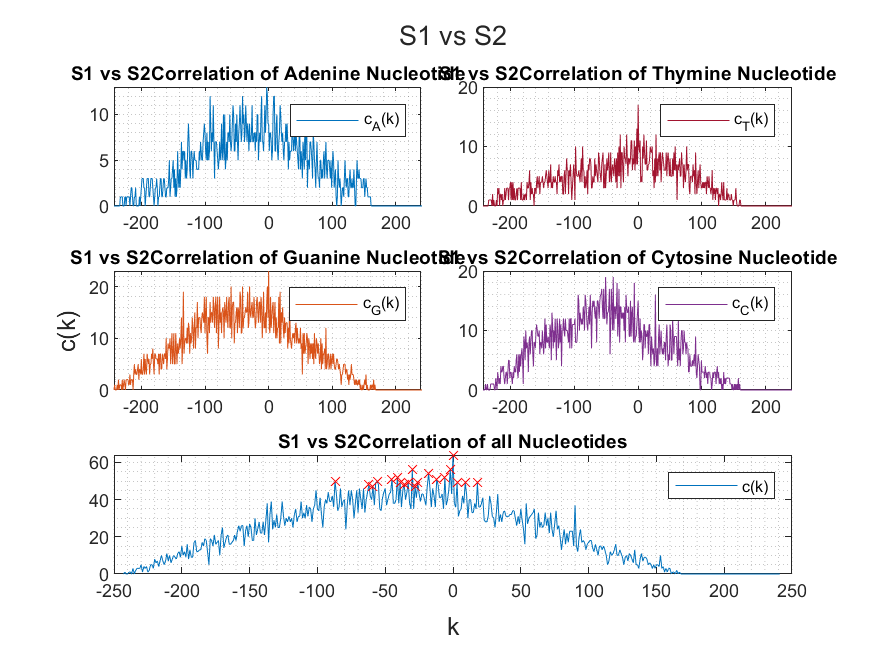 S1 vs S2
S1 vs S2Correlation of Adenine Nucleotide
S1 vs S2Correlation of Thymine Nucleotide
10
5
0
-200 -100 0 100 200
c_A(k)
20
15
10
5
0
-200 -100 0 100 200
c_T(k)
S1 vs S2Correlation of Guanine Nucleotide
S1 vs S2Correlation of Cytosine Nucleotide
c(k)
20
10
0
-200 -100 0 100 200
c_G(k)
20
10
0
-200 -100 0 100 200
c_C(k)
S1 vs S2Correlation of all Nucleotides
60
40
20
0
-250 -200 -150 -100 -50 0 50 100 150 200 250
c(k)
k